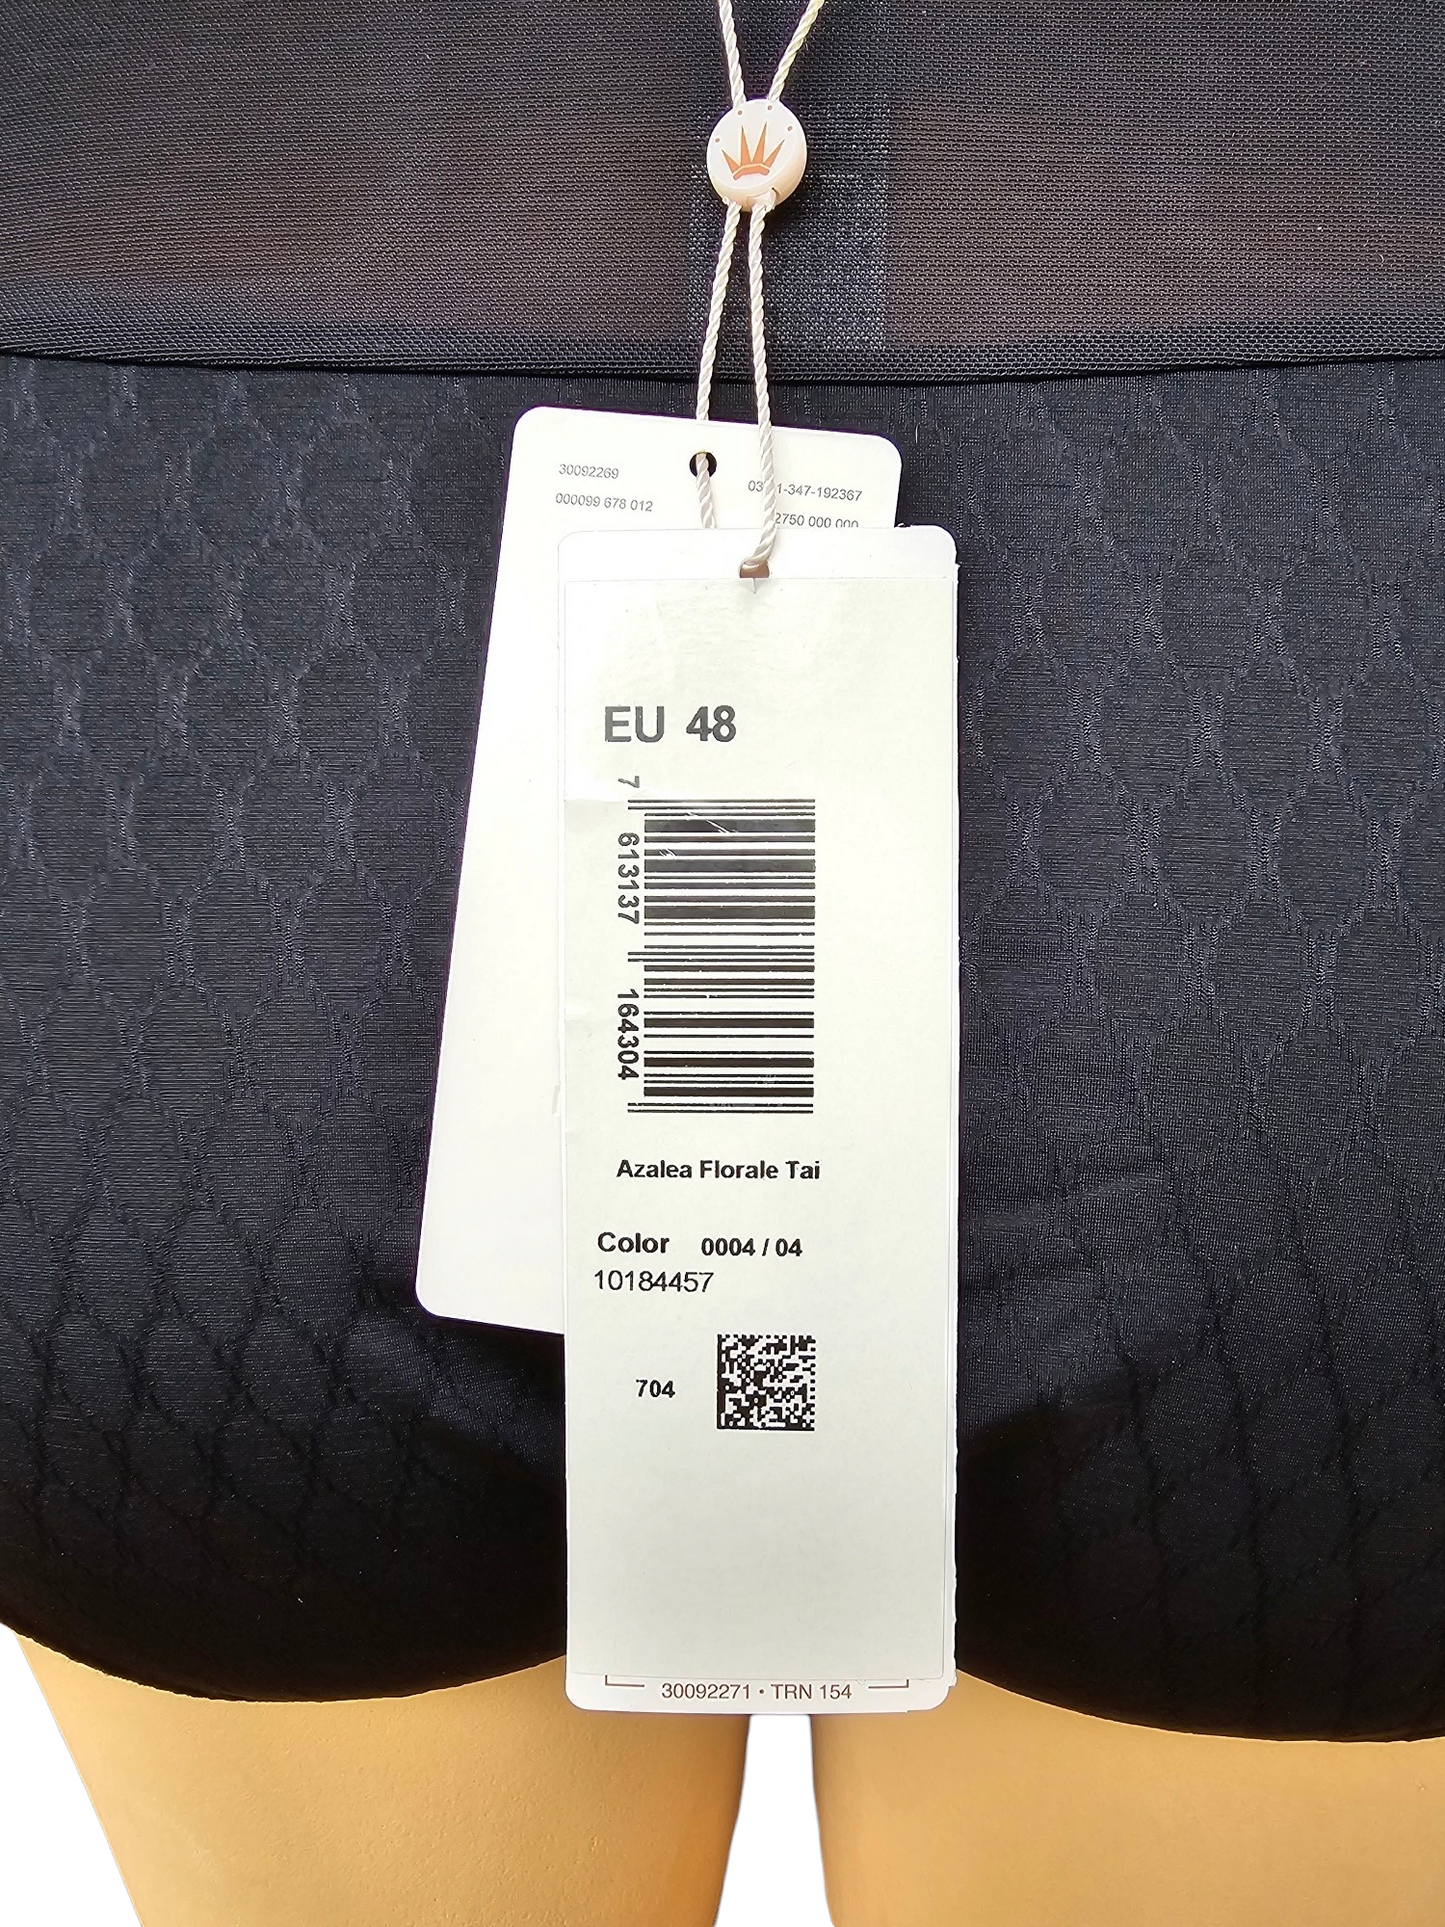 30092269
000099 678 012
-347-192367
2750 000 000
EU 48
7 613137 164304
Azalea Florale Tai
Color 0004 / 04
10184457
704
30092271 • TRN 154